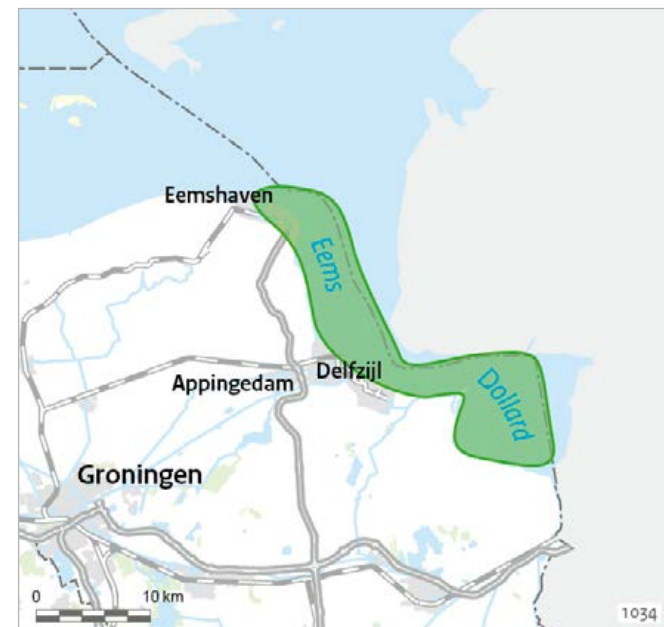 Eemshaven
Eems
Delfzijl
Appingedam
Dollard
Groningen
0 10 km
1034